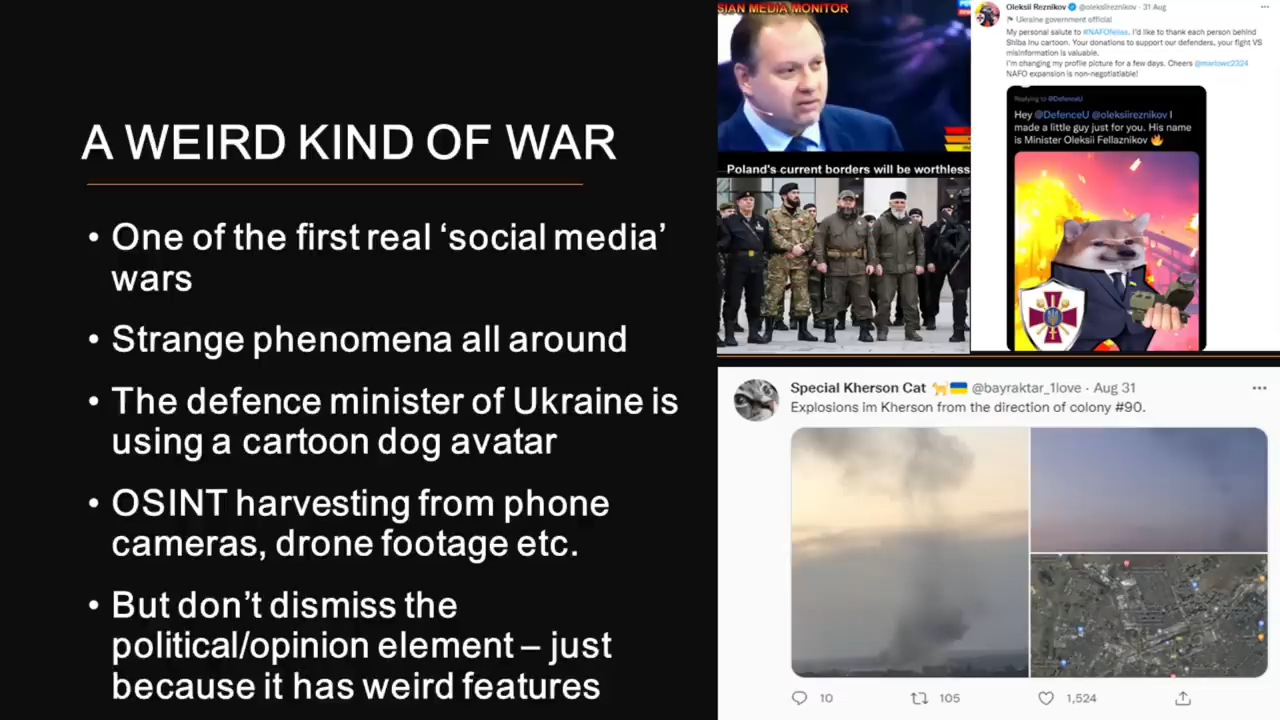 A WEIRD KIND OF WAR
• One of the first real ‘social media’
wars
• Strange phenomena all around
• The defence minister of Ukraine is
using a cartoon dog avatar
• OSINT harvesting from phone
cameras, drone footage etc.
• But don’t dismiss the
political/opinion element – just
because it has weird features
SIAN MEDIA MONITOR
Poland's current borders will be worthless
Oleksii Reznikov @oleksiireznikov · 31 Aug
Ukraine government official
My personal salute to #NAFOfellas. I'd like to thank each person behind
Shiba Inu cartoon. Your donations to support our defenders, your fight VS
misinformation is valuable.
I'm changing my profile picture for a few days. Cheers @marlowc2324
NAFO expansion is non-negotiatiable!
Replying to @DefenceU
Hey @DefenceU @oleksiireznikov I
made a little guy just for you. His name
is Minister Oleksii Fellaznikov 🔥
Special Kherson Cat 🐈🇺🇦 @bayraktar_1love · Aug 31
Explosions im Kherson from the direction of colony #90.
10 105 1,524